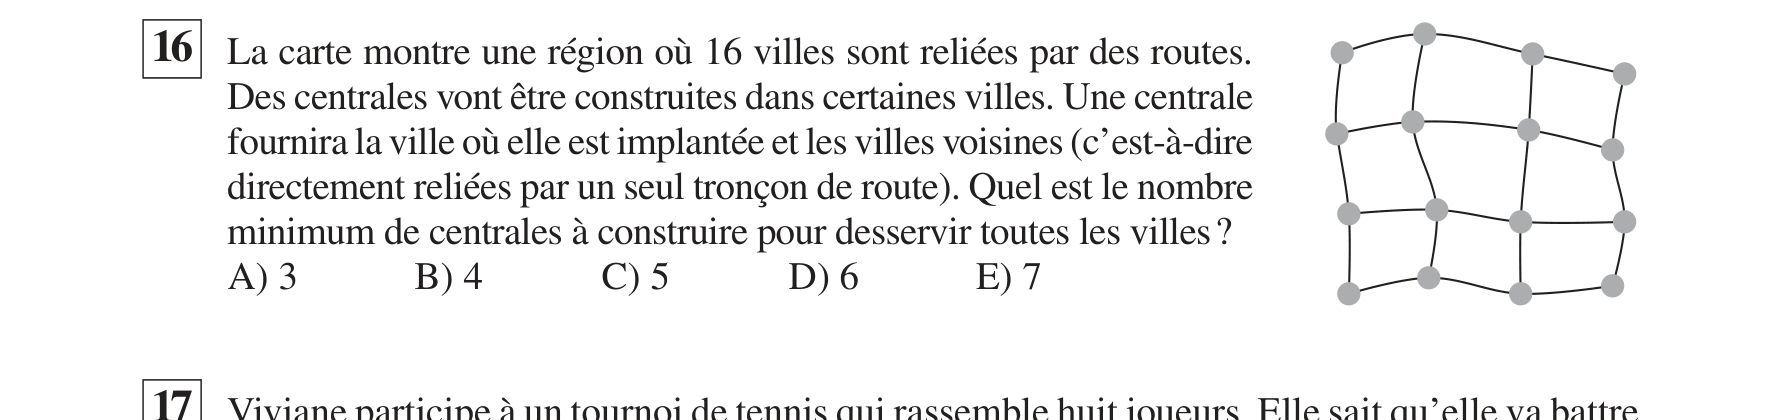 16 La carte montre une région où 16 villes sont reliées par des routes.
Des centrales vont être construites dans certaines villes. Une centrale
fournira la ville où elle est implantée et les villes voisines (c’est-à-dire
directement reliées par un seul tronçon de route). Quel est le nombre
minimum de centrales à construire pour desservir toutes les villes ?
A) 3 B) 4 C) 5 D) 6 E) 7
17 Viviane participe à un tournoi de tennis qui rassemble huit joueurs. Elle sait qu’elle va battre